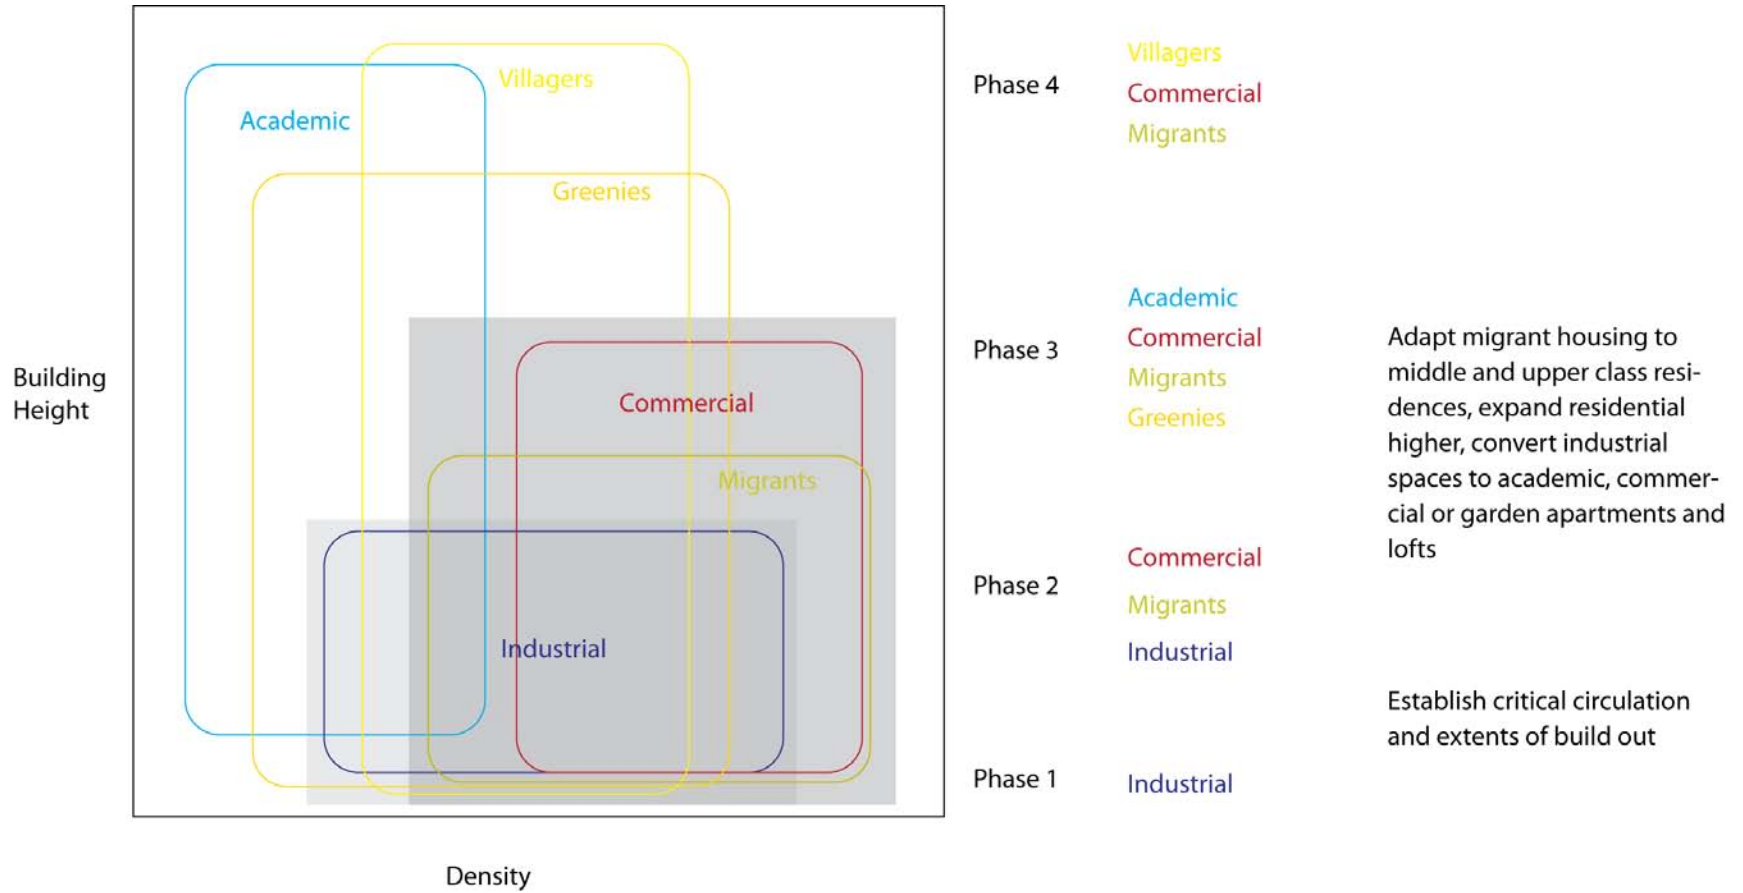 Villagers
Academic
Greenies
Commercial
Migrants
Industrial
Building
Height
Density
Phase 4
Villagers
Commercial
Migrants
Phase 3
Academic
Commercial
Migrants
Greenies
Adapt migrant housing to
middle and upper class resi-
dences, expand residential
higher, convert industrial
spaces to academic, commer-
cial or garden apartments and
lofts
Phase 2
Commercial
Migrants
Industrial
Establish critical circulation
and extents of build out
Phase 1
Industrial